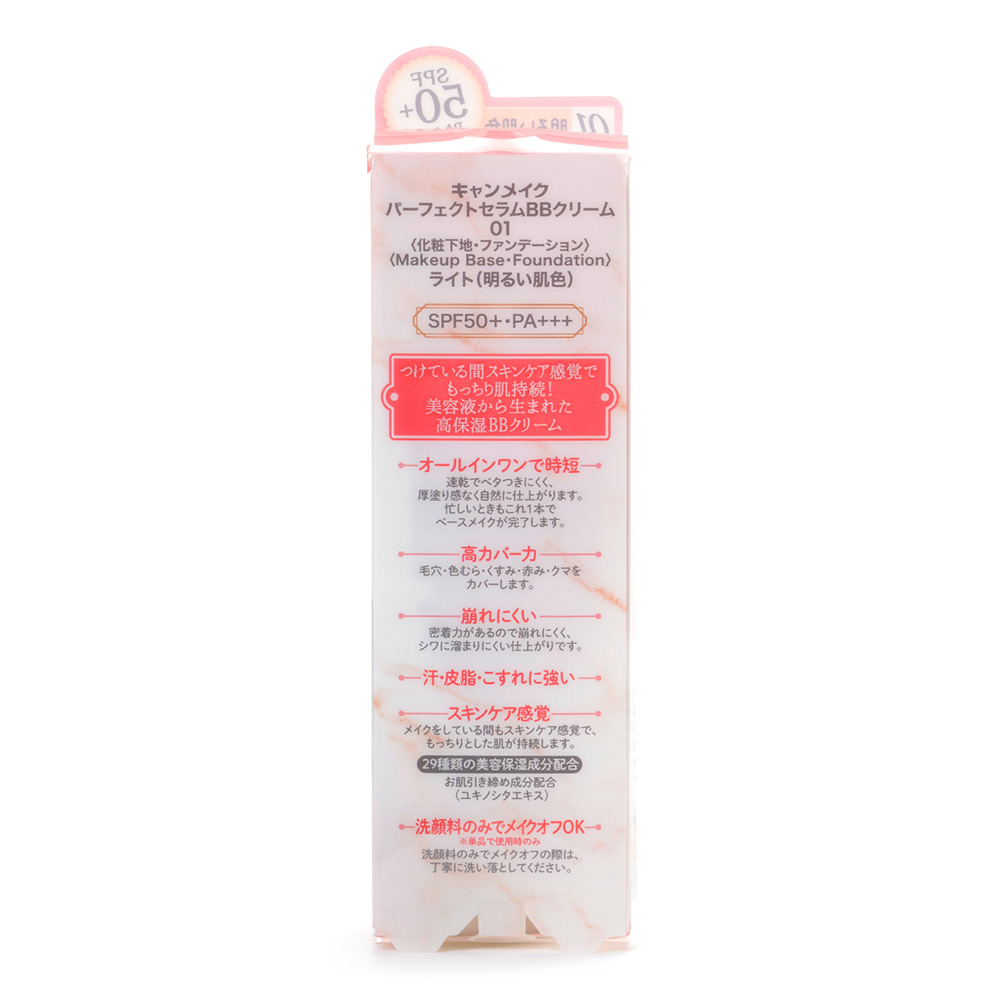 SPF
50+
01 明るい肌色
キャンメイク
パーフェクトセラムBBクリーム
01
〈化粧下地・ファンデーション〉
〈Makeup Base・Foundation〉
ライト(明るい肌色)
SPF50+・PA+++
つけている間スキンケア感覚で
もっちり肌持続!
美容液から生まれた
高保湿BBクリーム
オールインワンで時短
速乾でベタつきにくく、
厚塗り感なく自然に仕上がります。
忙しいときもこれ1本で
ベースメイクが完了します。
高カバー力
毛穴・色むら・くすみ・赤み・クマを
カバーします。
崩れにくい
密着力があるので崩れにくく、
シワに溜まりにくい仕上がりです。
汗・皮脂・こすれに強い
スキンケア感覚
メイクをしている間もスキンケア感覚で、
もっちりとした肌が持続します。
29種類の美容保湿成分配合
お肌引き締め成分配合
(ユキノシタエキス)
洗顔料のみでメイクオフOK
※単品で使用時のみ
洗顔料のみでメイクオフの際は、
丁寧に洗い落としてください。